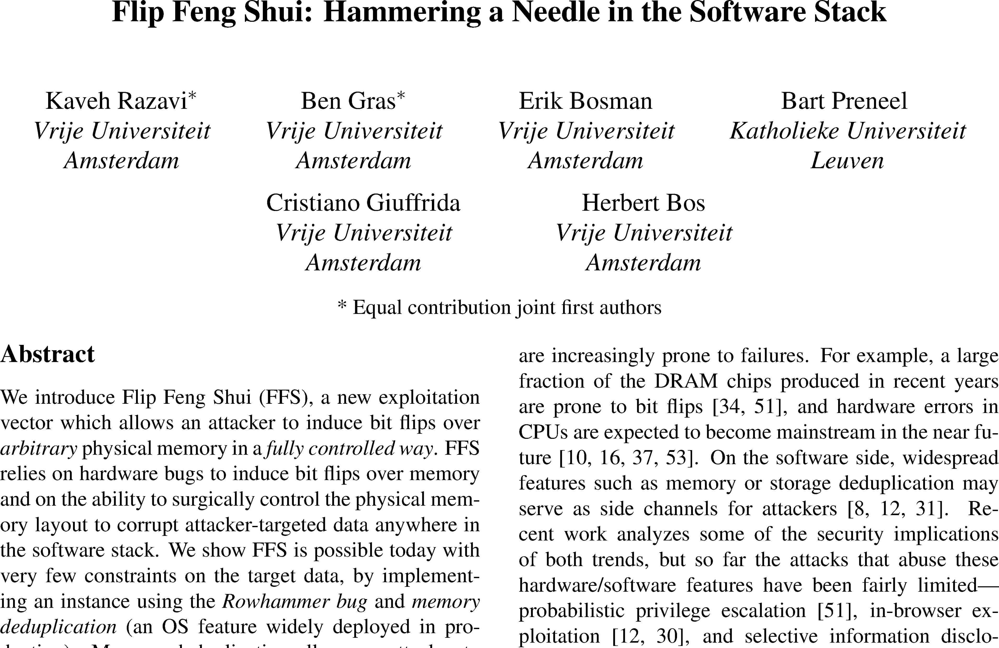 Flip Feng Shui: Hammering a Needle in the Software Stack
Kaveh Razavi* Ben Gras* Erik Bosman Bart Preneel
Vrije Universiteit Vrije Universiteit Vrije Universiteit Katholieke Universiteit
Amsterdam Amsterdam Amsterdam Leuven
Cristiano Giuffrida Herbert Bos
Vrije Universiteit Vrije Universiteit
Amsterdam Amsterdam
* Equal contribution joint first authors
Abstract
We introduce Flip Feng Shui (FFS), a new exploitation
vector which allows an attacker to induce bit flips over
arbitrary physical memory in a fully controlled way. FFS
relies on hardware bugs to induce bit flips over memory
and on the ability to surgically control the physical mem-
ory layout to corrupt attacker-targeted data anywhere in
the software stack. We show FFS is possible today with
very few constraints on the target data, by implement-
ing an instance using the Rowhammer bug and memory
deduplication (an OS feature widely deployed in pro-
are increasingly prone to failures. For example, a large
fraction of the DRAM chips produced in recent years
are prone to bit flips [34, 51], and hardware errors in
CPUs are expected to become mainstream in the near fu-
ture [10, 16, 37, 53]. On the software side, widespread
features such as memory or storage deduplication may
serve as side channels for attackers [8, 12, 31]. Re-
cent work analyzes some of the security implications
of both trends, but so far the attacks that abuse these
hardware/software features have been fairly limited—
probabilistic privilege escalation [51], in-browser ex-
ploitation [12, 30], and selective information disclo-